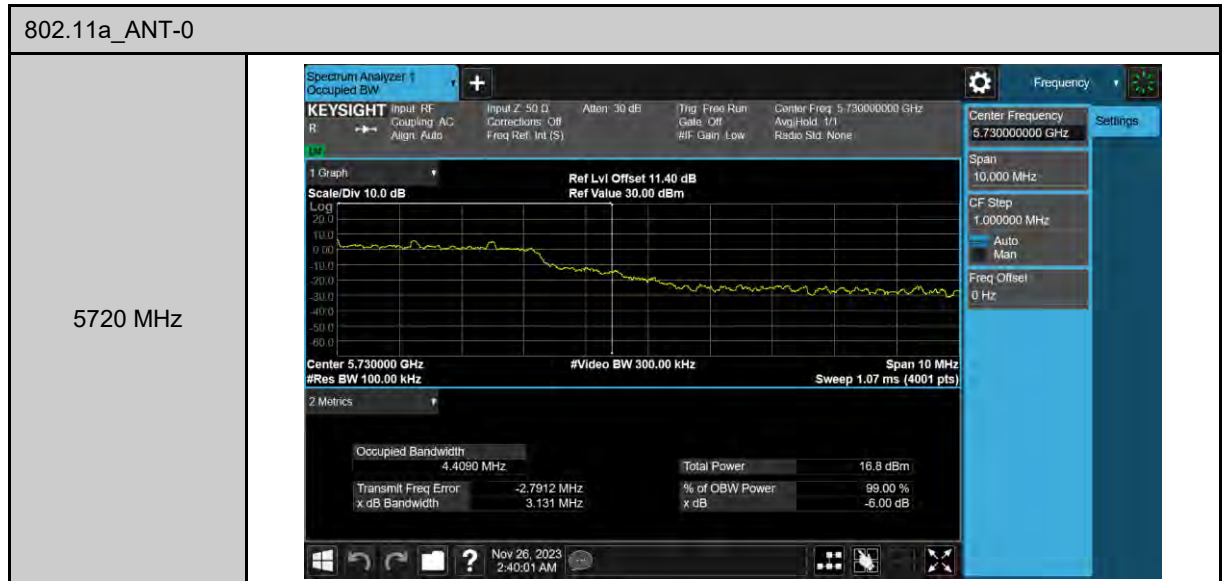 802.11a_ANT-0
5720 MHz
Spectrum Analyzer 1
Occupied BW
+
Frequency
KEYSIGHT
R
Input: RF
Coupling: AC
Align: Auto
Input Z: 50 Ω
Corrections: Off
Freq Ref: Int (S)
Atten: 30 dB
Trig: Free Run
Gate: Off
#IF Gain: Low
Center Freq: 5.730000000 GHz
Avg|Hold: 1/1
Radio Std: None
Center Frequency
5.730000000 GHz
Settings
Span
10.000 MHz
CF Step
1.000000 MHz
Auto
Man
Freq Offset
0 Hz
1 Graph
Scale/Div 10.0 dB
Ref Lvl Offset 11.40 dB
Ref Value 30.00 dBm
Log
20.0
10.0
0.00
-10.0
-20.0
-30.0
-40.0
-50.0
-60.0
Center 5.730000 GHz
#Res BW 100.00 kHz
#Video BW 300.00 kHz
Span 10 MHz
Sweep 1.07 ms (4001 pts)
2 Metrics
Occupied Bandwidth
4.4090 MHz
Total Power 16.8 dBm
Transmit Freq Error -2.7912 MHz
% of OBW Power 99.00 %
x dB Bandwidth 3.131 MHz
x dB -6.00 dB
?
Nov 26, 2023
2:40:01 AM